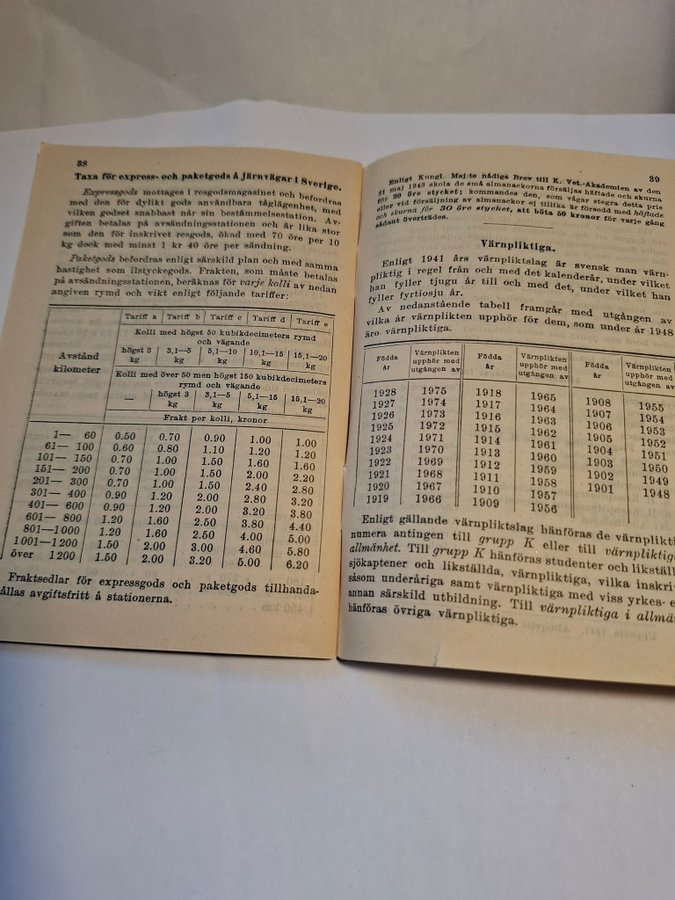 38
Taxa för express- och paketgods å järnvägar i Sverige.
Expressgods mottages i resgodsmagasinet och befordras
med den för dylikt gods användbara tåglägenhet, med
vilken godset snabbast når sin bestämmelsestation. Av-
giften betalas på avsändningsstationen och är lika stor
som den för inskrivet resgods, ökad med 70 öre per 10
kg dock med minst 1 kr 40 öre per sändning.
Paketgods befordras enligt särskild plan och med samma
hastighet som ilstyckegods. Frakten, som måste betalas
på avsändningsstationen, beräknas för varje kolli av nedan
angiven rymd och vikt enligt följande tariffer:
Avstånd kilometer
Tariff a Tariff b Tariff c Tariff d Tariff e
Kolli med högst 50 kubikdecimeters rymd
och vägande
högst 3 kg 3,1—5 kg 5,1—10 kg 10,1—15 kg 15,1—20 kg
Kolli med över 50 men högst 150 kubikdecimeters
rymd och vägande
— högst 3 kg 3,1—5 kg 5,1—15 kg 15,1—20 kg
Frakt per kolli, kronor
1— 60 0.50 0.70 0.90 1.00 1.00
61— 100 0.60 0.80 1.10 1.20 1.20
101— 150 0.70 1.00 1.50 1.60 1.60
151— 200 0.70 1.00 1.50 2.00 2.20
201— 300 0.70 1.00 1.50 2.40 2.80
301— 400 0.90 1.20 2.00 2.80 3.20
401— 600 0.90 1.20 2.00 3.20 3.80
601— 800 1.20 1.60 2.50 3.80 4.40
801—1 000 1.20 1.60 2.50 4.00 5.00
1 001—1 200 1.50 2.00 3.00 4.60 5.80
över 1 200 1.50 2.00 3.20 5.00 6.20
Fraktsedlar för expressgods och paketgods tillhanda-
ållas avgiftsfritt å stationerna.
39
Enligt Kungl. Maj:ts nådiga Brev till K. Vet.-Akademien av den
21 maj 1943 skola de små almanackorna försäljas häftade och skurna
för 30 öre stycket; kommandes den, som vågar stegra detta pris
eller vid försäljning av almanackor ej tillika är försedd med häftade
och skurna för 30 öre stycket, att böta 50 kronor för varje gång
sådant överträdes.
Värnpliktiga.
Enligt 1941 års värnpliktslag är svensk man värn-
pliktig i regel från och med det kalenderår, under vilket
han fyller tjugu år till och med det, under vilket han
fyller fyrtiosju år.
Av nedanstående tabell framgår med utgången av
vilka år värnplikten upphör för dem, som under år 1948
äro värnpliktiga.
Födda år Värnplikten upphör med utgången av Födda år Värnplikten upphör med utgången av Födda år Värnplikten upphör med utgången av
1928 1975 1918 1965 1908 1955
1927 1974 1917 1964 1907 1954
1926 1973 1916 1963 1906 1953
1925 1972 1915 1962 1905 1952
1924 1971 1914 1961 1904 1951
1923 1970 1913 1960 1903 1950
1922 1969 1912 1959 1902 1949
1921 1968 1911 1958 1901 1948
1920 1967 1910 1957
1919 1966 1909 1956
Enligt gällande värnpliktslag hänföras de värnplikti
numera antingen till grupp K eller till värnpliktiga
allmänhet. Till grupp K hänföras studenter och likställ
sjökaptener och likställda, värnpliktiga, vilka inskri
såsom underåriga samt värnpliktiga med viss yrkes- e
annan särskild utbildning. Till värnpliktiga i allmä
hänföras övriga värnpliktiga.